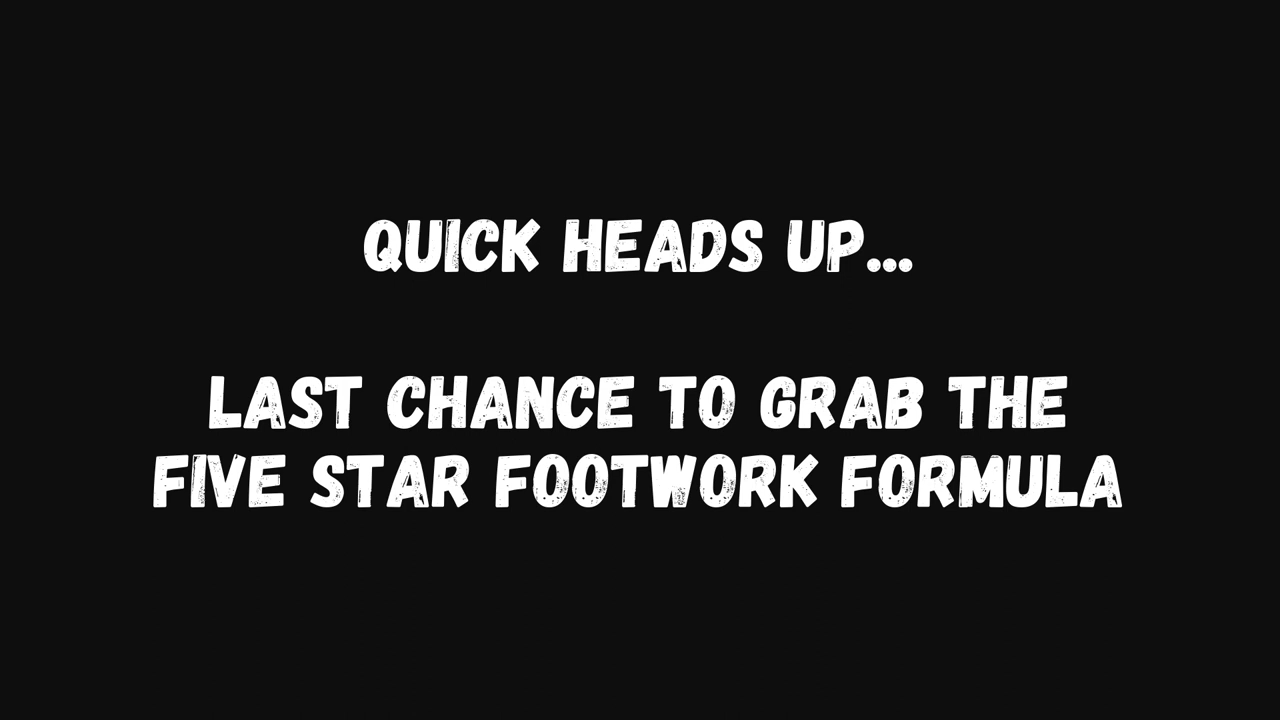 QUICK HEADS UP...
LAST CHANCE TO GRAB THE
FIVE STAR FOOTWORK FORMULA